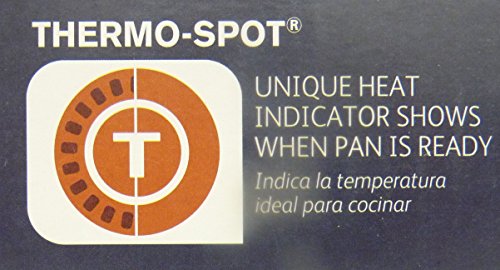 THERMO-SPOT®
T
UNIQUE HEAT
INDICATOR SHOWS
WHEN PAN IS READY
Indica la temperatura
ideal para cocinar